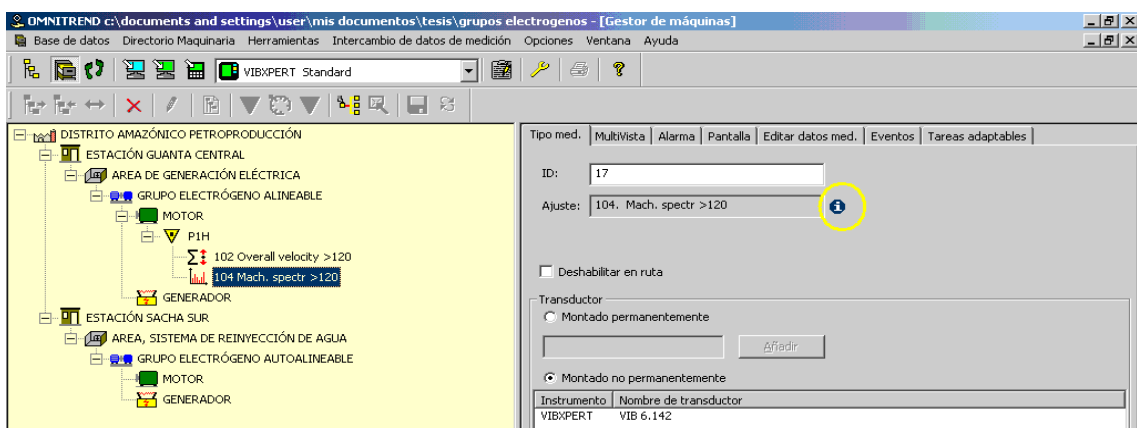 OMNITREND c:\documents and settings\user\mis documentos\tesis\grupos electrogenos - [Gestor de máquinas]
Base de datos Directorio Maquinaria Herramientas Intercambio de datos de medición Opciones Ventana Ayuda
VIBXPERT Standard
DISTRITO AMAZÓNICO PETROPRODUCCIÓN
ESTACIÓN GUANTA CENTRAL
AREA DE GENERACIÓN ELÉCTRICA
GRUPO ELECTRÓGENO ALINEABLE
MOTOR
P1H
102 Overall velocity >120
104 Mach. spectr >120
GENERADOR
ESTACIÓN SACHA SUR
AREA, SISTEMA DE REINYECCIÓN DE AGUA
GRUPO ELECTRÓGENO AUTOALINEABLE
MOTOR
GENERADOR
Tipo med. MultiVista Alarma Pantalla Editar datos med. Eventos Tareas adaptables
ID: 17
Ajuste: 104. Mach. spectr >120
Deshabilitar en ruta
Transductor
Montado permanentemente
Añadir
Montado no permanentemente
Instrumento Nombre de transductor
VIBXPERT VIB 6.142